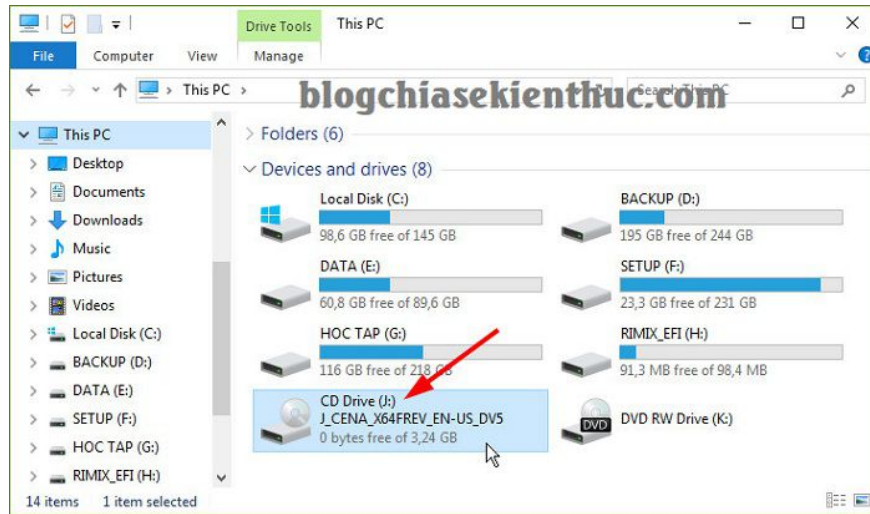 Drive Tools This PC
File Computer View Manage
This PC
blogchiasekienthuc.com
Search This PC
This PC
Desktop
Documents
Downloads
Music
Pictures
Videos
Local Disk (C:)
BACKUP (D:)
DATA (E:)
SETUP (F:)
HOC TAP (G:)
RIMIX_EFI (H:)
Folders (6)
Devices and drives (8)
Local Disk (C:)
98,6 GB free of 145 GB
BACKUP (D:)
195 GB free of 244 GB
DATA (E:)
60,8 GB free of 89,6 GB
SETUP (F:)
23,3 GB free of 231 GB
HOC TAP (G:)
116 GB free of 218 GB
RIMIX_EFI (H:)
91,3 MB free of 98,4 MB
CD Drive (J:)
J_CENA_X64FREV_EN-US_DV5
0 bytes free of 3,24 GB
DVD
DVD RW Drive (K:)
14 items 1 item selected